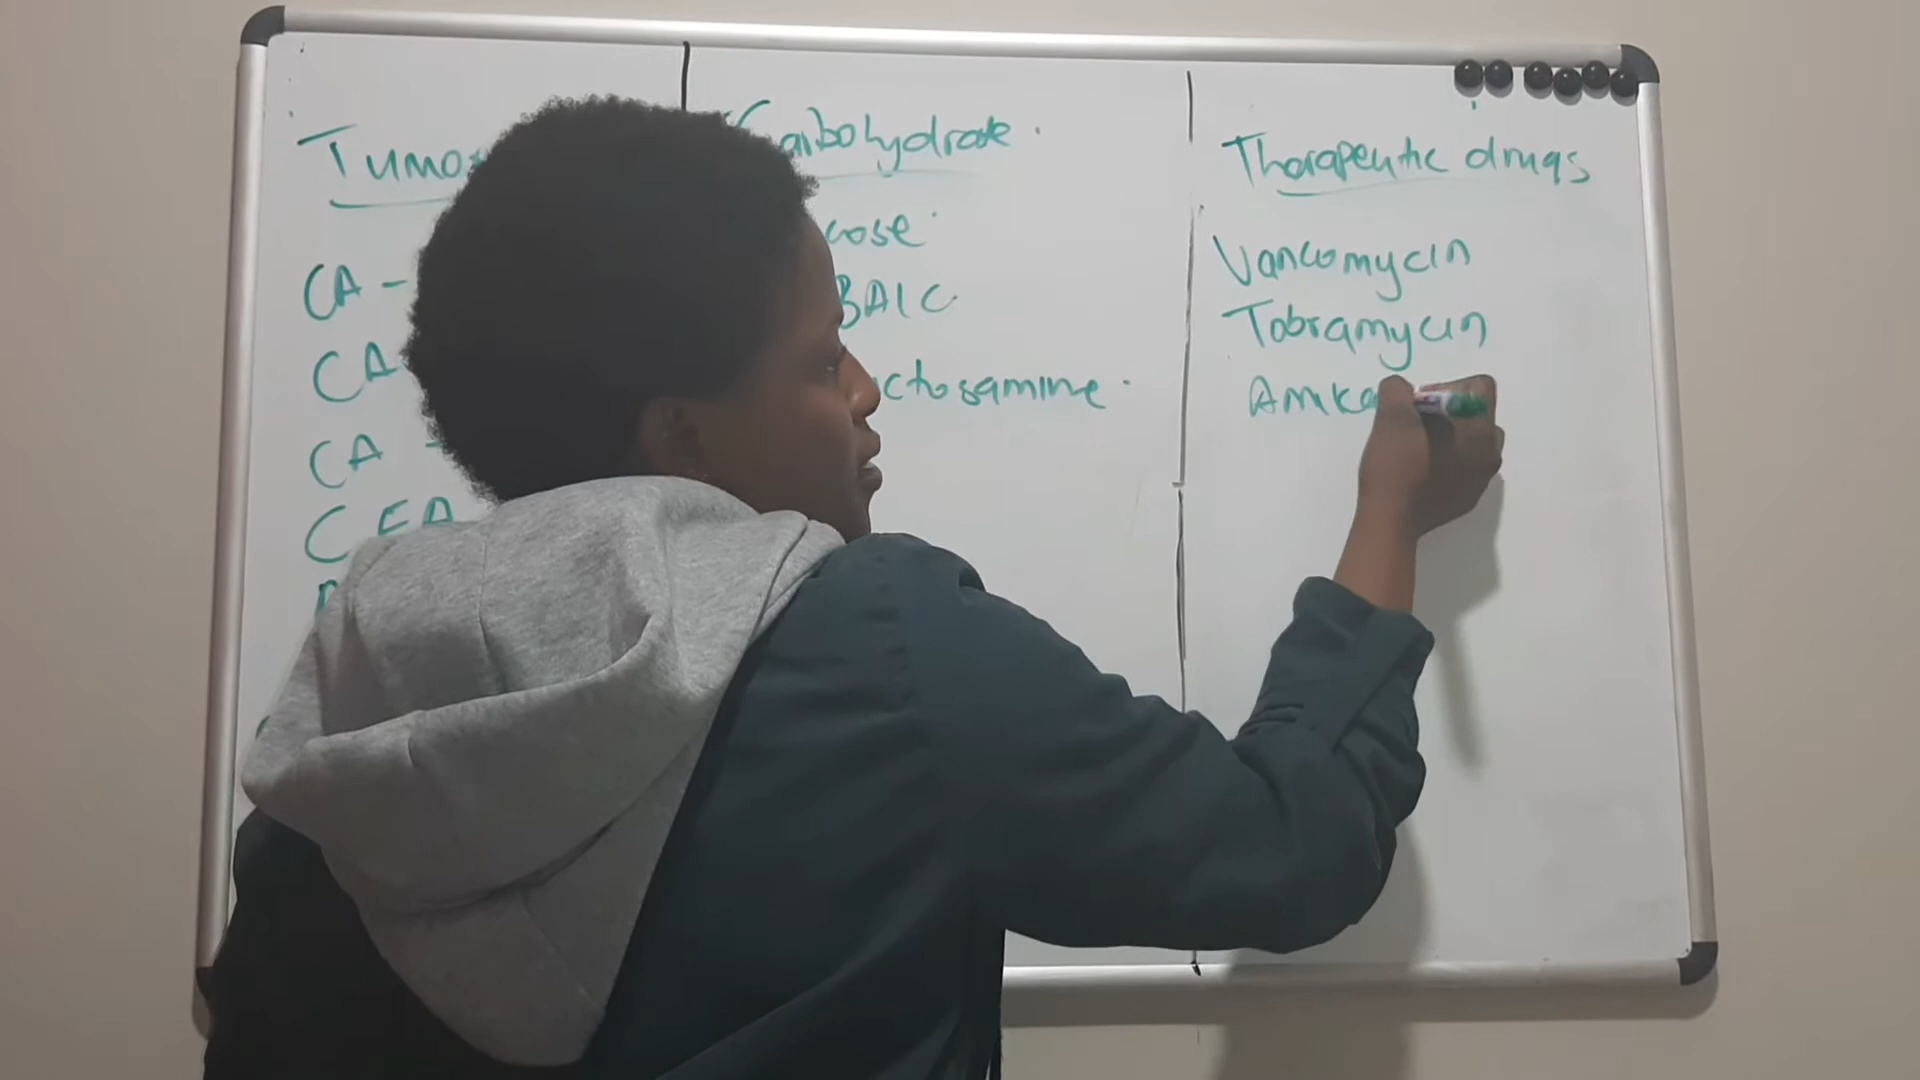 Tumo
CA -
CA
CA -
CEA
Carbohydrate
cose
BA1C
ctosamine
Therapeutic drugs
Vancomycin
Tobramycin
Amka